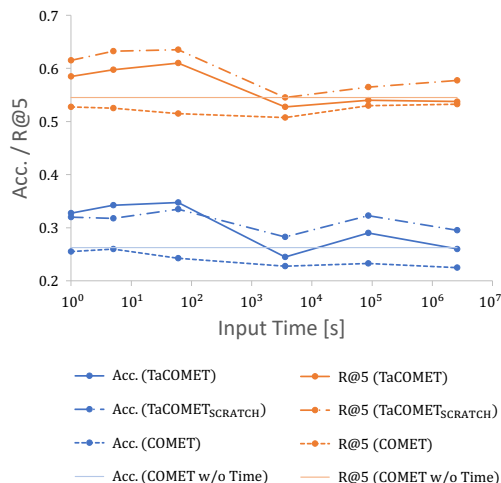 0.7
0.6
0.5
0.4
0.3
0.2
Acc. / R@5
10⁰ 10¹ 10² 10³ 10⁴ 10⁵ 10⁶ 10⁷
Input Time [s]
Acc. (TaCOMET) R@5 (TaCOMET)
Acc. (TaCOMET_SCRATCH) R@5 (TaCOMET_SCRATCH)
Acc. (COMET) R@5 (COMET)
Acc. (COMET w/o Time) R@5 (COMET w/o Time)